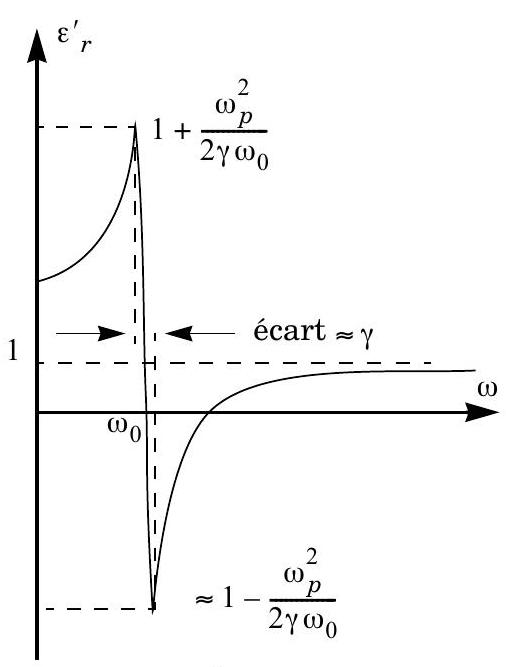 ε′r
1 + ωp² / 2γω0
écart ≈ γ
1
ω
ω0
≈ 1 – ωp² / 2γω0